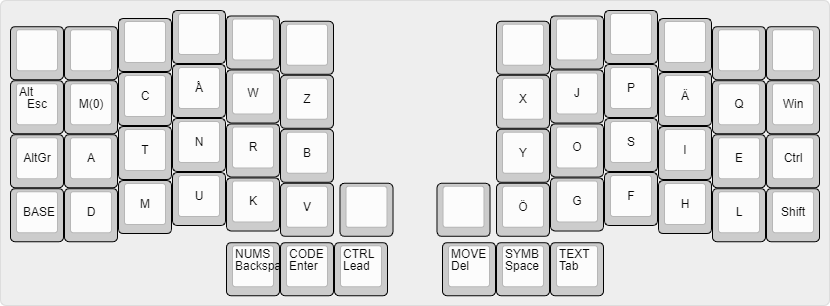 Alt Esc M(0) C Å W Z X J P Ä Q Win
AltGr A T N R B Y O S I E Ctrl
BASE D M U K V Ö G F H L Shift
NUMS CODE CTRL MOVE SYMB TEXT
Backspa Enter Lead Del Space Tab